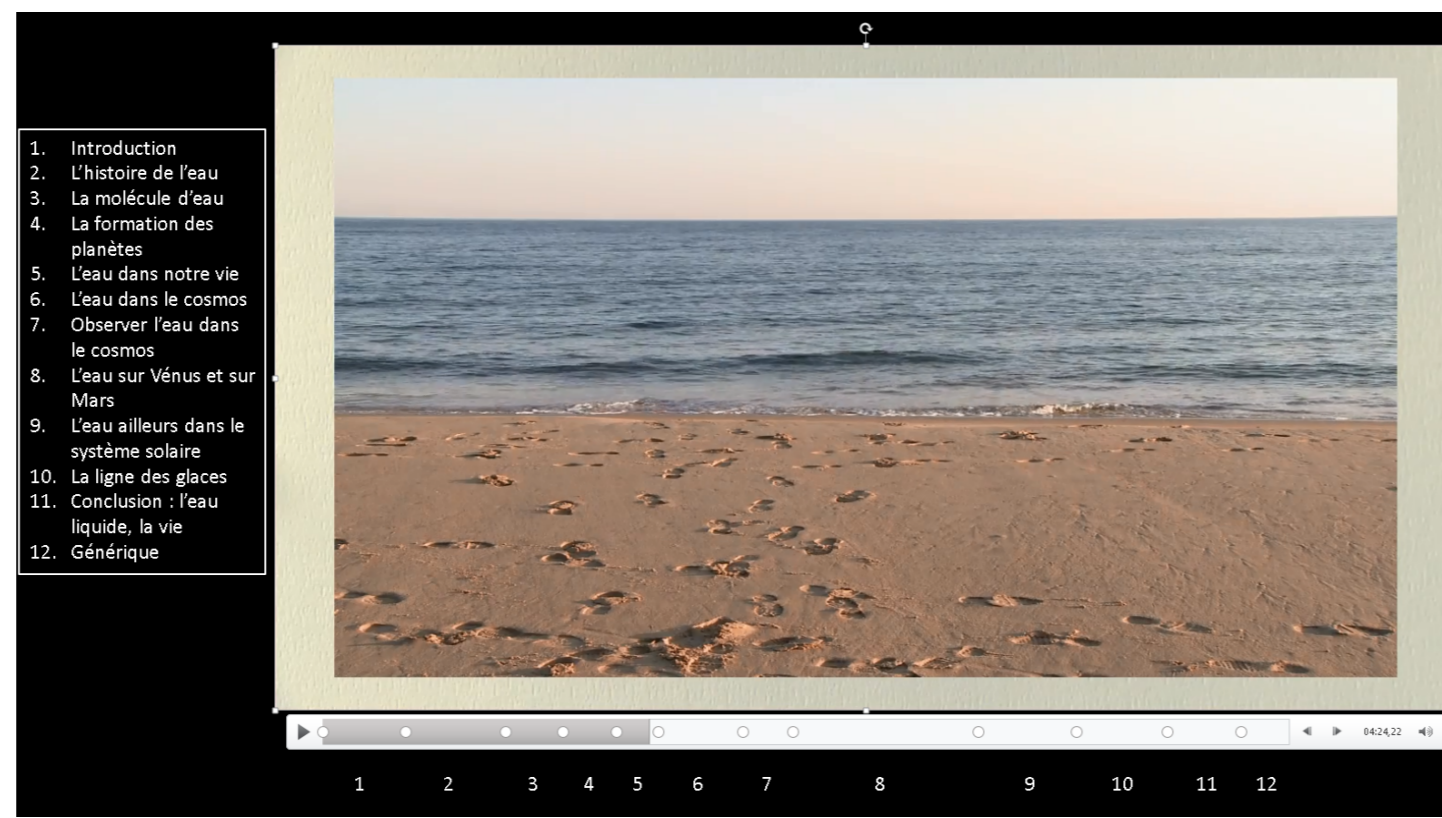 1. Introduction
2. L’histoire de l’eau
3. La molécule d’eau
4. La formation des
planètes
5. L’eau dans notre vie
6. L’eau dans le cosmos
7. Observer l’eau dans
le cosmos
8. L’eau sur Vénus et sur
Mars
9. L’eau ailleurs dans le
système solaire
10. La ligne des glaces
11. Conclusion : l’eau
liquide, la vie
12. Générique
04:24,22
1 2 3 4 5 6 7 8 9 10 11 12